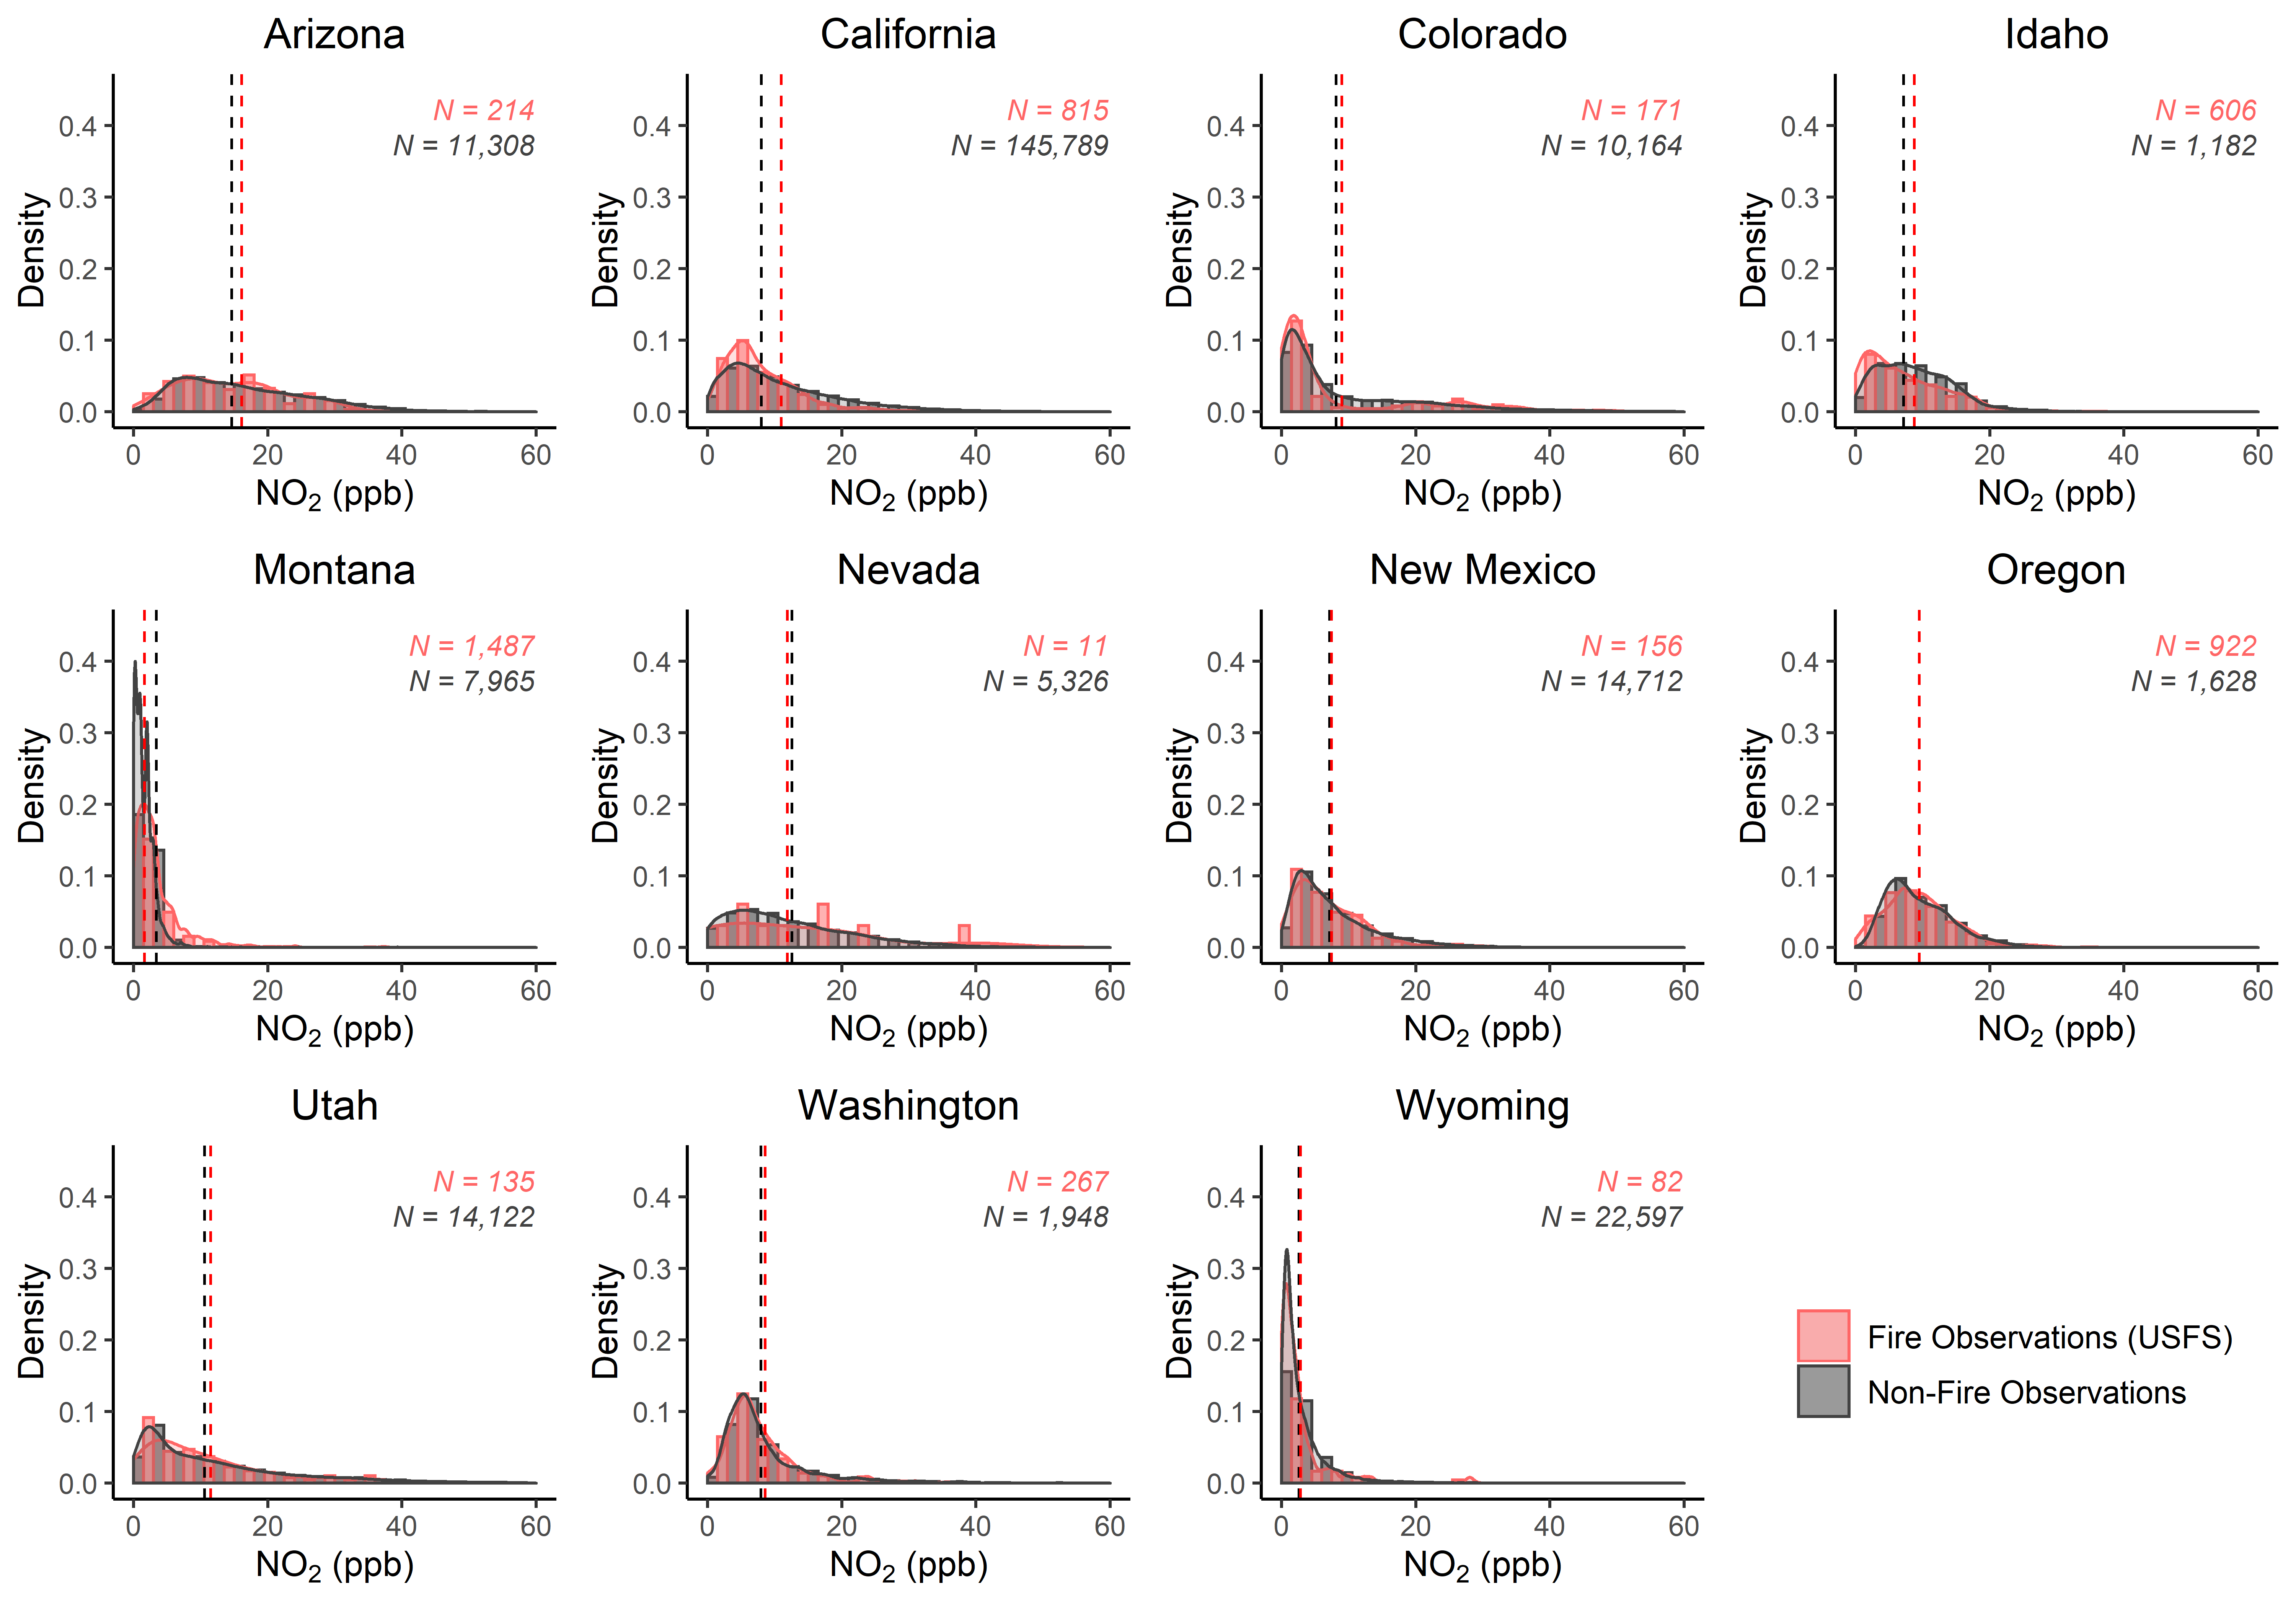 Arizona
N = 214
N = 11,308
0.4
0.3
0.2
0.1
0.0
Density
0 20 40 60
NO2 (ppb)
California
N = 815
N = 145,789
0.4
0.3
0.2
0.1
0.0
Density
0 20 40 60
NO2 (ppb)
Colorado
N = 171
N = 10,164
0.4
0.3
0.2
0.1
0.0
Density
0 20 40 60
NO2 (ppb)
Idaho
N = 606
N = 1,182
0.4
0.3
0.2
0.1
0.0
Density
0 20 40 60
NO2 (ppb)
Montana
N = 1,487
N = 7,965
0.4
0.3
0.2
0.1
0.0
Density
0 20 40 60
NO2 (ppb)
Nevada
N = 11
N = 5,326
0.4
0.3
0.2
0.1
0.0
Density
0 20 40 60
NO2 (ppb)
New Mexico
N = 156
N = 14,712
0.4
0.3
0.2
0.1
0.0
Density
0 20 40 60
NO2 (ppb)
Oregon
N = 922
N = 1,628
0.4
0.3
0.2
0.1
0.0
Density
0 20 40 60
NO2 (ppb)
Utah
N = 135
N = 14,122
0.4
0.3
0.2
0.1
0.0
Density
0 20 40 60
NO2 (ppb)
Washington
N = 267
N = 1,948
0.4
0.3
0.2
0.1
0.0
Density
0 20 40 60
NO2 (ppb)
Wyoming
N = 82
N = 22,597
0.4
0.3
0.2
0.1
0.0
Density
0 20 40 60
NO2 (ppb)
Fire Observations (USFS)
Non-Fire Observations